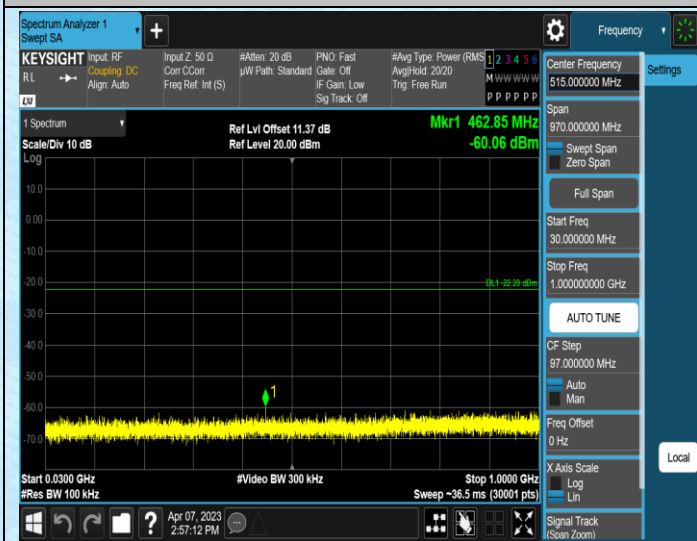 Spectrum Analyzer 1
Swept SA
KEYSIGHT
RL
LXI
Input: RF
Coupling: DC
Align: Auto
Input Z: 50 Ω
Corr CCorr
Freq Ref: Int (S)
#Atten: 20 dB
µW Path: Standard
PNO: Fast
Gate: Off
IF Gain: Low
Sig Track: Off
#Avg Type: Power (RMS
Avg|Hold: 20/20
Trig: Free Run
1 2 3 4 5 6
M W W W W W
P P P P P P
1 Spectrum
Scale/Div 10 dB
Ref Lvl Offset 11.37 dB
Ref Level 20.00 dBm
Mkr1 462.85 MHz
-60.06 dBm
Log
10.0
0.00
-10.0
-20.0
DL1 -22.20 dBm
-30.0
-40.0
-50.0
1
-60.0
-70.0
Start 0.0300 GHz
#Res BW 100 kHz
#Video BW 300 kHz
Stop 1.0000 GHz
Sweep ~36.5 ms (30001 pts)
?
Apr 07, 2023
2:57:12 PM
Frequency
Settings
Center Frequency
515.000000 MHz
Span
970.000000 MHz
Swept Span
Zero Span
Full Span
Start Freq
30.000000 MHz
Stop Freq
1.000000000 GHz
AUTO TUNE
CF Step
97.000000 MHz
Auto
Man
Freq Offset
0 Hz
X Axis Scale
Log
Lin
Signal Track
(Span Zoom)
Local